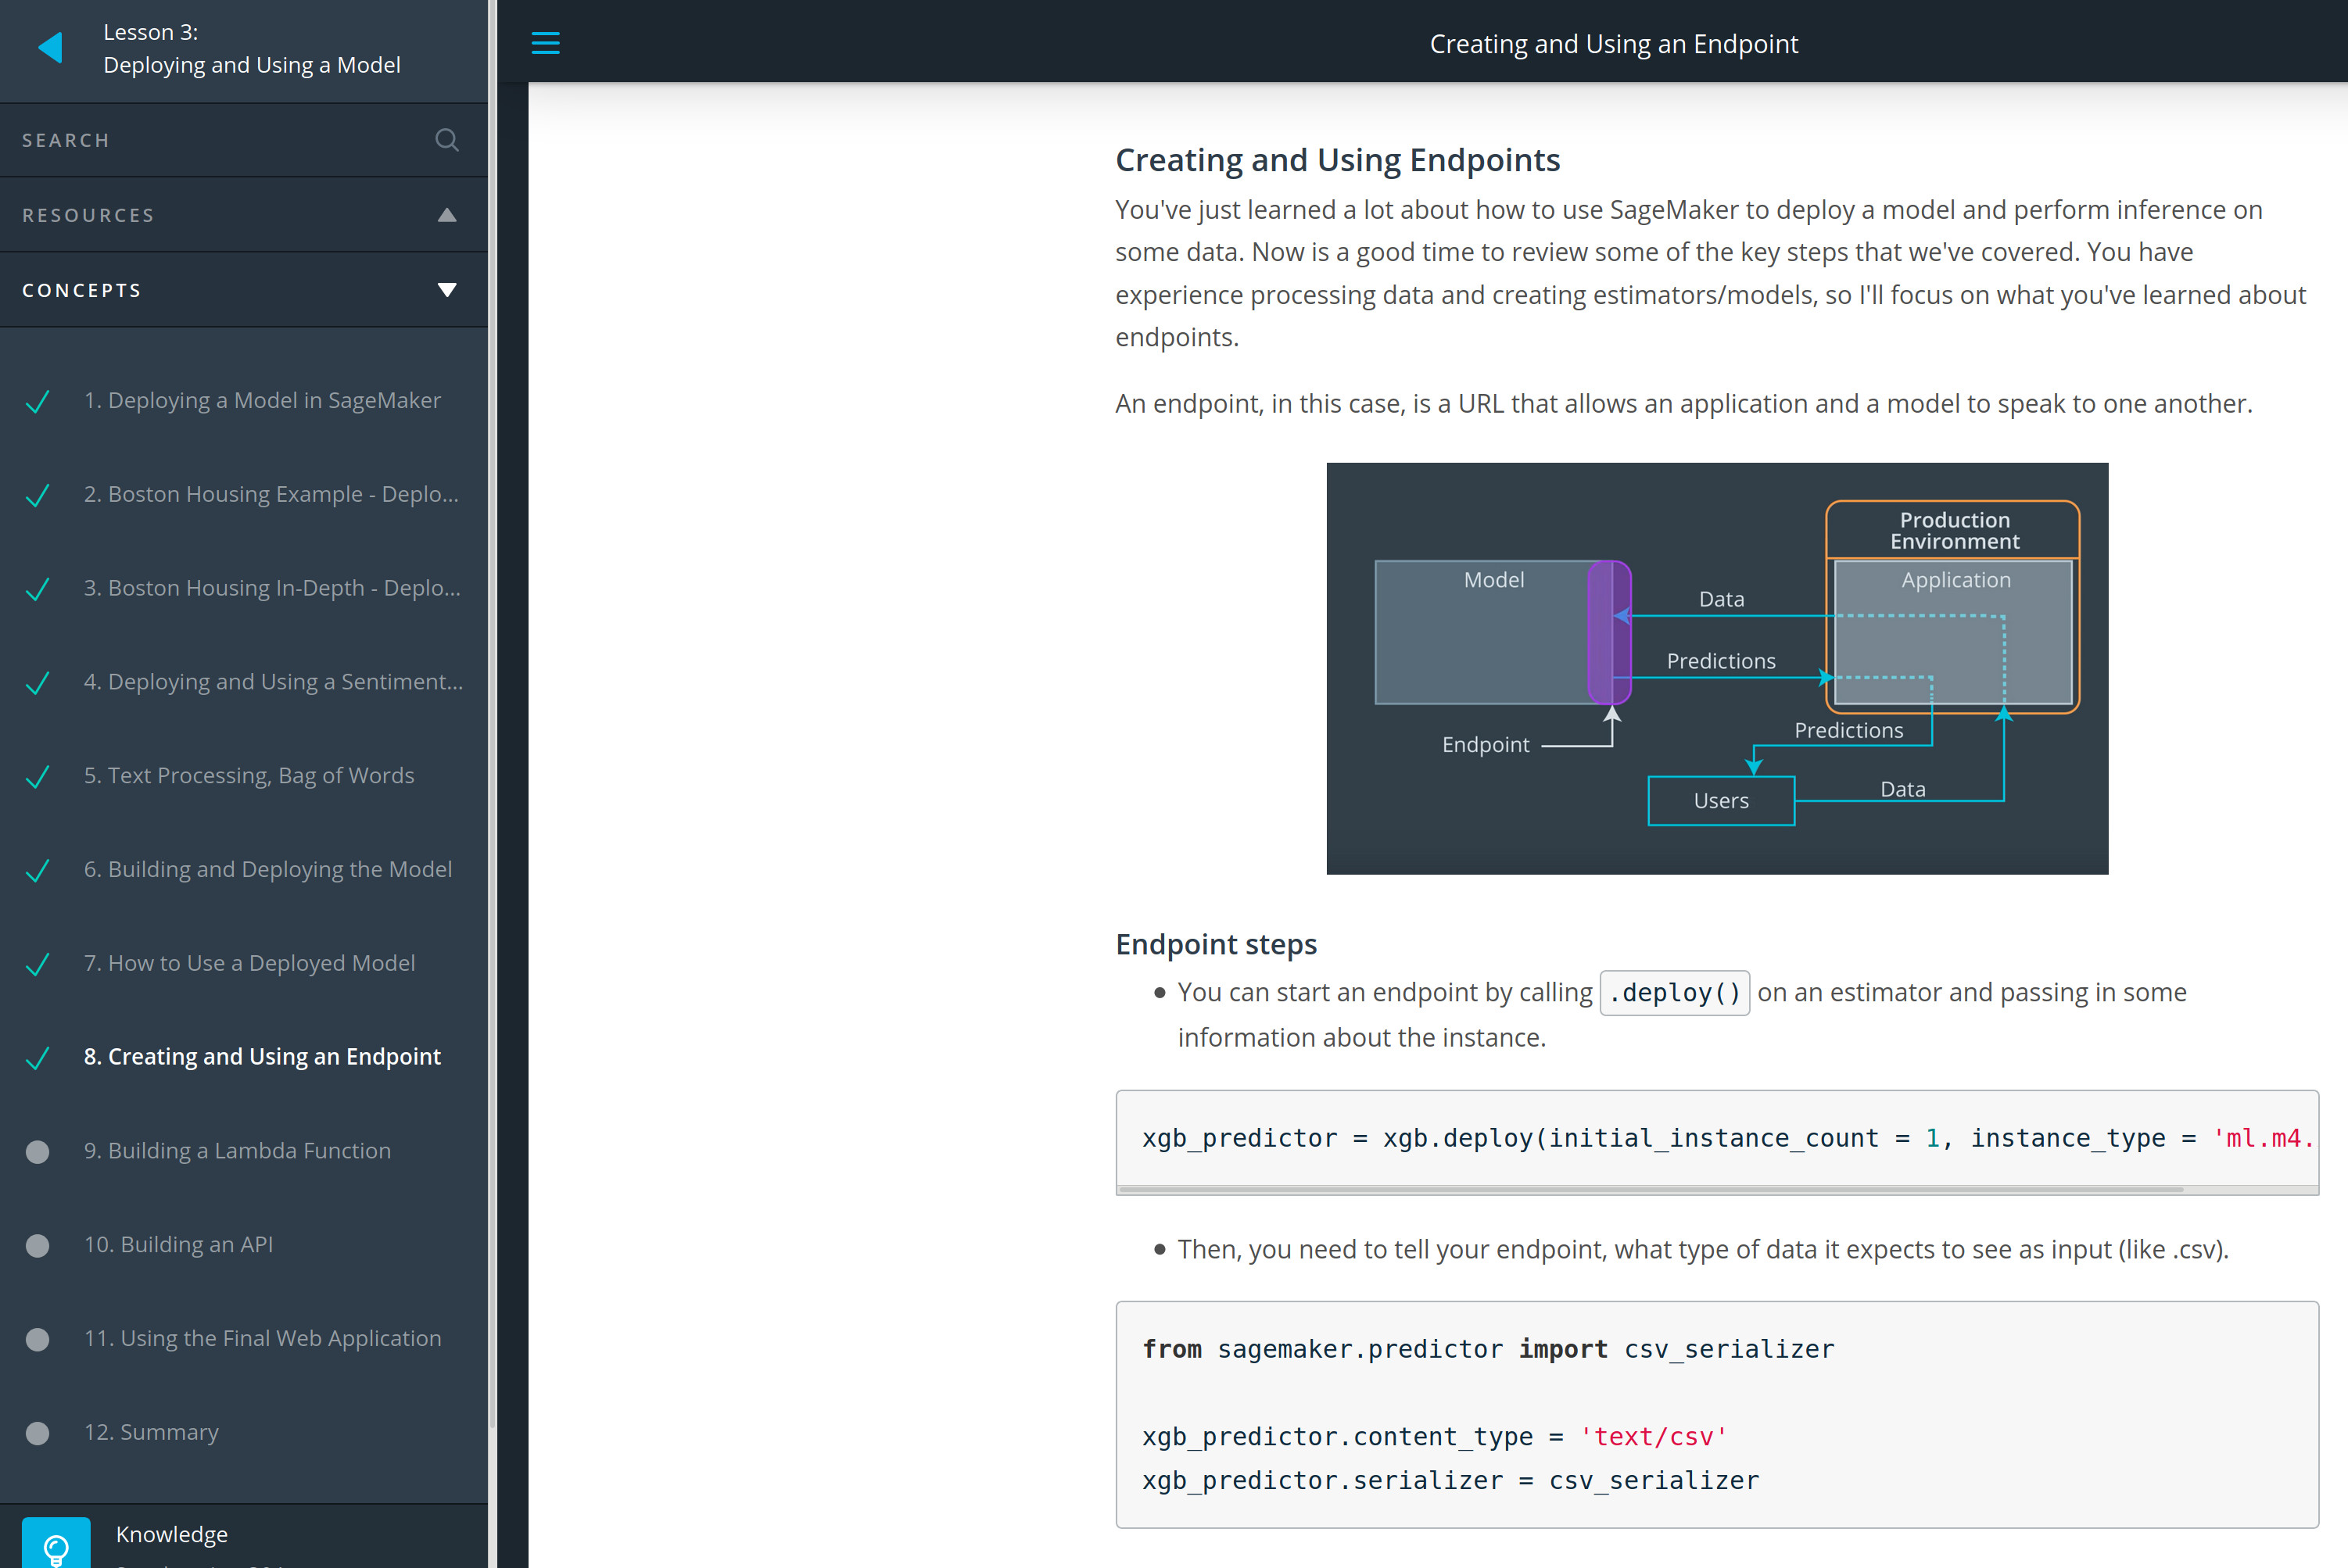 Lesson 3:
Deploying and Using a Model
SEARCH
RESOURCES
CONCEPTS
1. Deploying a Model in SageMaker
2. Boston Housing Example - Deplo...
3. Boston Housing In-Depth - Deplo...
4. Deploying and Using a Sentiment...
5. Text Processing, Bag of Words
6. Building and Deploying the Model
7. How to Use a Deployed Model
8. Creating and Using an Endpoint
9. Building a Lambda Function
10. Building an API
11. Using the Final Web Application
12. Summary
Knowledge
Creating and Using an Endpoint
Creating and Using Endpoints
You've just learned a lot about how to use SageMaker to deploy a model and perform inference on
some data. Now is a good time to review some of the key steps that we've covered. You have
experience processing data and creating estimators/models, so I'll focus on what you've learned about
endpoints.
An endpoint, in this case, is a URL that allows an application and a model to speak to one another.
Production
Environment
Model
Application
Data
Predictions
Predictions
Endpoint
Data
Users
Endpoint steps
You can start an endpoint by calling .deploy() on an estimator and passing in some
information about the instance.
xgb_predictor = xgb.deploy(initial_instance_count = 1, instance_type = 'ml.m4.
Then, you need to tell your endpoint, what type of data it expects to see as input (like .csv).
from sagemaker.predictor import csv_serializer
xgb_predictor.content_type = 'text/csv'
xgb_predictor.serializer = csv_serializer